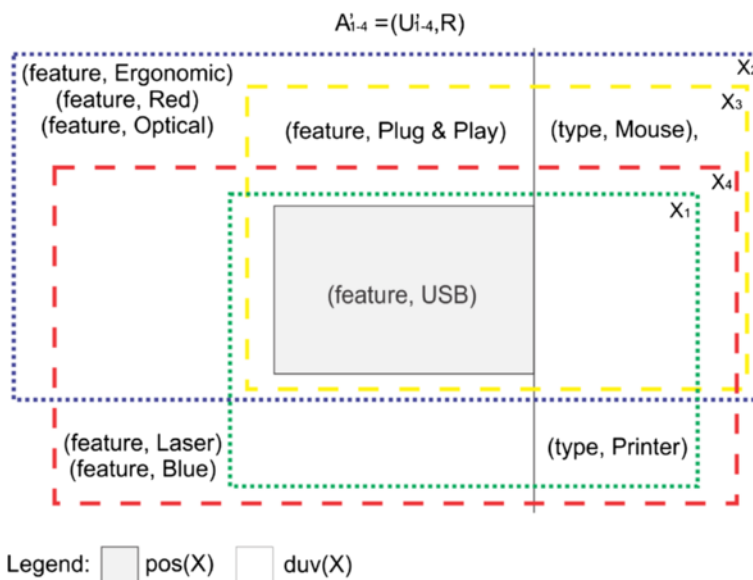 A'₁₋₄ =(U'₁₋₄,R)
X₂
(feature, Ergonomic)
(feature, Red)
(feature, Optical)
X₃
(feature, Plug & Play)
(type, Mouse),
X₄
X₁
(feature, USB)
(feature, Laser)
(feature, Blue)
(type, Printer)
Legend: pos(X) duv(X)